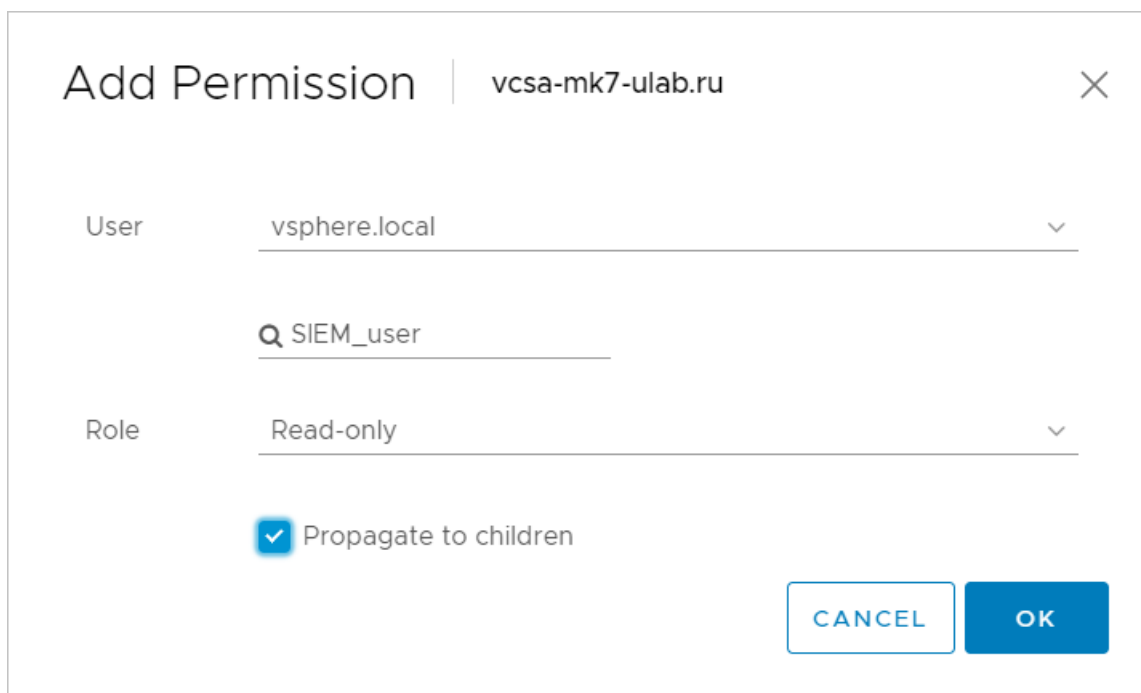 Add Permission vcsa-mk7-ulab.ru
User vsphere.local
SIEM_user
Role Read-only
Propagate to children
CANCEL OK